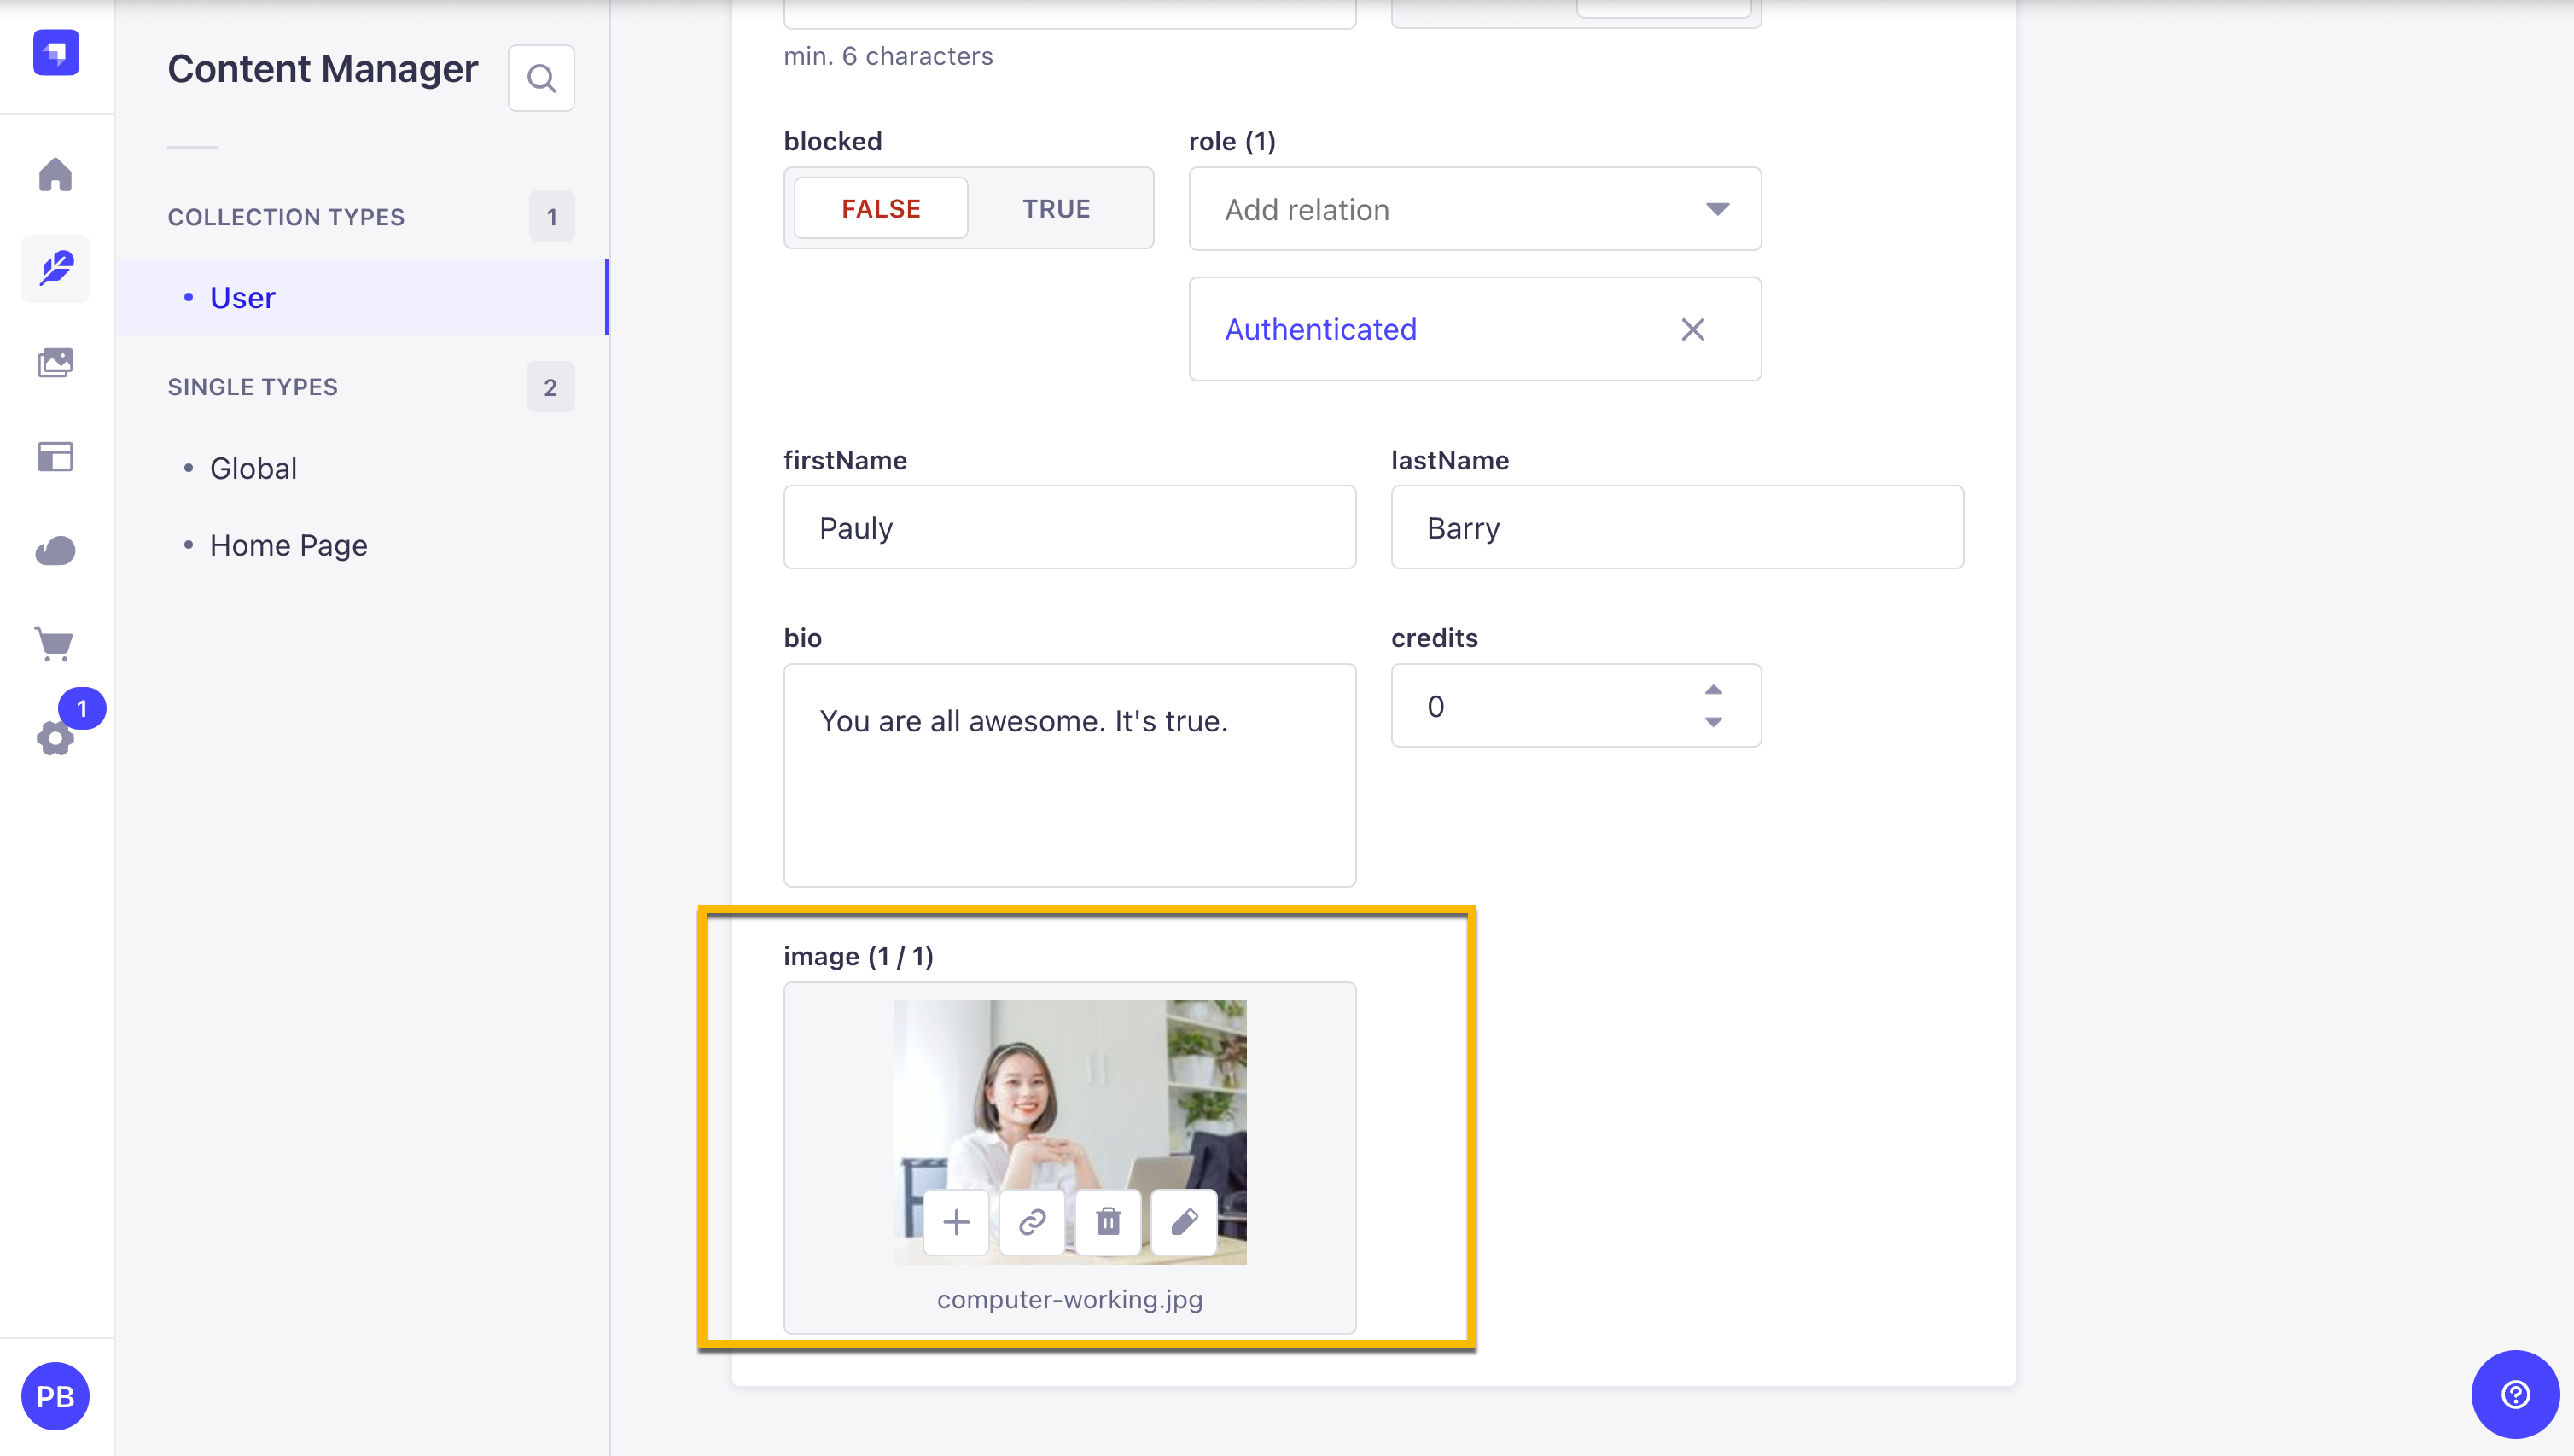 Content Manager
COLLECTION TYPES 1
User
SINGLE TYPES 2
Global
Home Page
1
PB
min. 6 characters
blocked
FALSE TRUE
role (1)
Add relation
Authenticated
firstName
Pauly
lastName
Barry
bio
You are all awesome. It's true.
credits
0
image (1 / 1)
computer-working.jpg